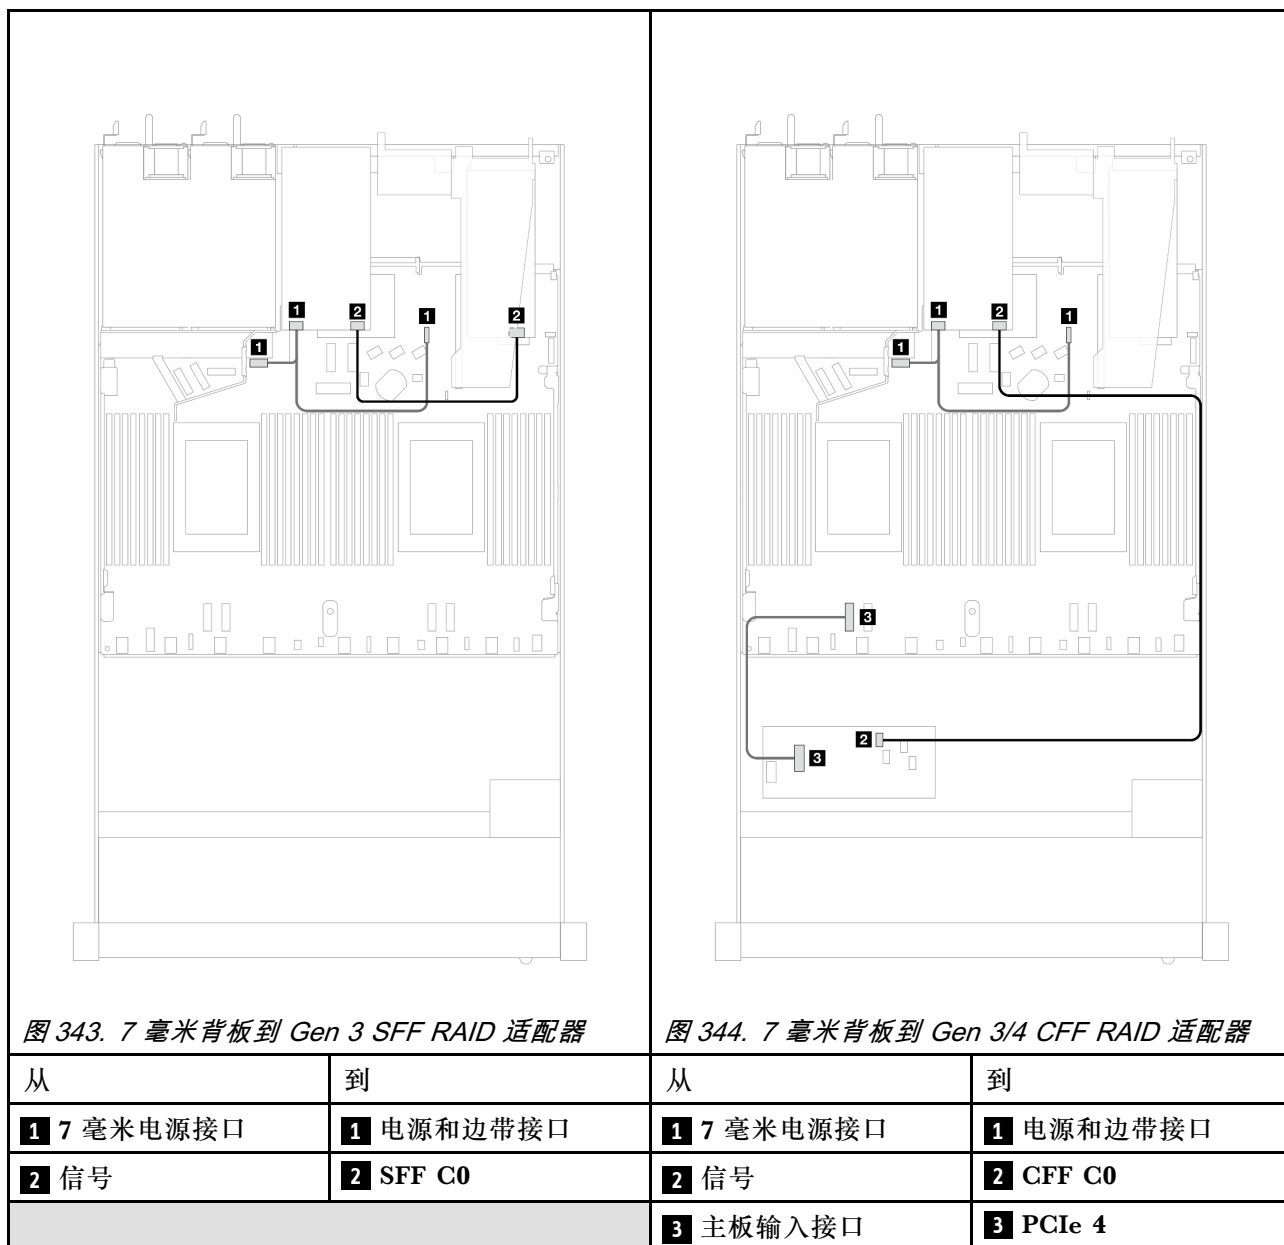 1
2
1
2
1
1
2
1
1
3
2
3
图 343. 7 毫米背板到 Gen 3 SFF RAID 适配器
图 344. 7 毫米背板到 Gen 3/4 CFF RAID 适配器
从 到 从 到
1 7 毫米电源接口 1 电源和边带接口 1 7 毫米电源接口 1 电源和边带接口
2 信号 2 SFF C0 2 信号 2 CFF C0
3 主板输入接口 3 PCIe 4